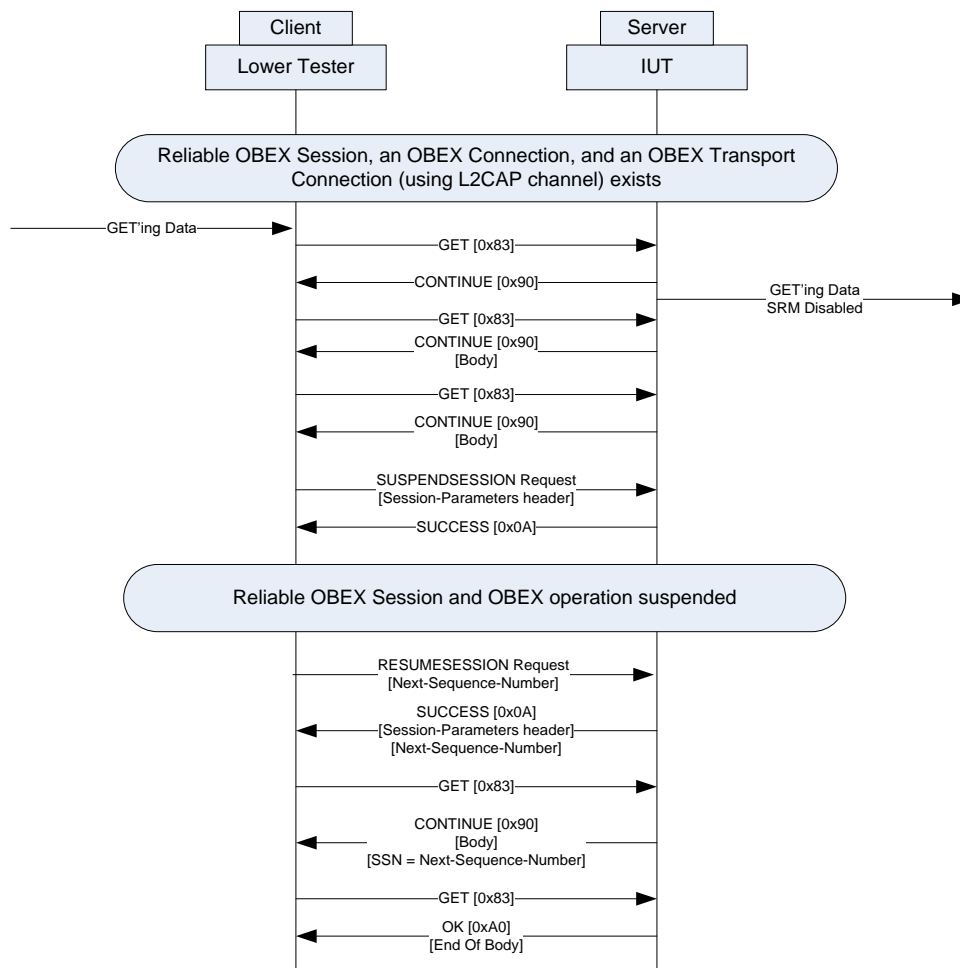 Client
Server
Lower Tester
IUT
Reliable OBEX Session, an OBEX Connection, and an OBEX Transport
Connection (using L2CAP channel) exists
GET'ing Data
GET [0x83]
CONTINUE [0x90]
GET'ing Data
SRM Disabled
GET [0x83]
CONTINUE [0x90]
[Body]
GET [0x83]
CONTINUE [0x90]
[Body]
SUSPENDSESSION Request
[Session-Parameters header]
SUCCESS [0x0A]
Reliable OBEX Session and OBEX operation suspended
RESUMESESSION Request
[Next-Sequence-Number]
SUCCESS [0x0A]
[Session-Parameters header]
[Next-Sequence-Number]
GET [0x83]
CONTINUE [0x90]
[Body]
[SSN = Next-Sequence-Number]
GET [0x83]
OK [0xA0]
[End Of Body]